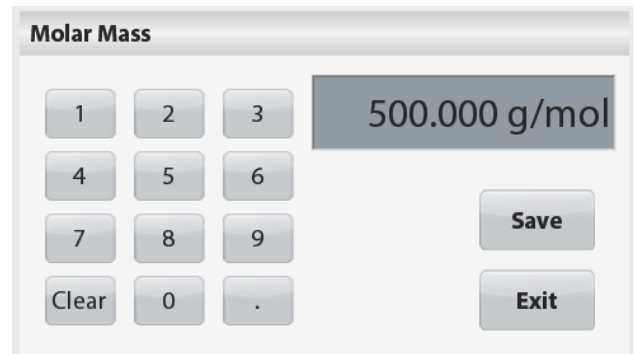 Molar Mass
500.000 g/mol
1 2 3
4 5 6
7 8 9
Clear 0 .
Save
Exit